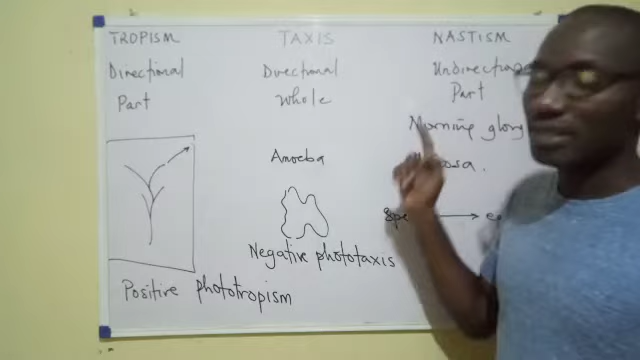 TROPISM
Directional
Part
Positive phototropism
TAXIS
Directional
Whole
Amoeba
Negative phototaxis
NASTISM
Part
Morning glory